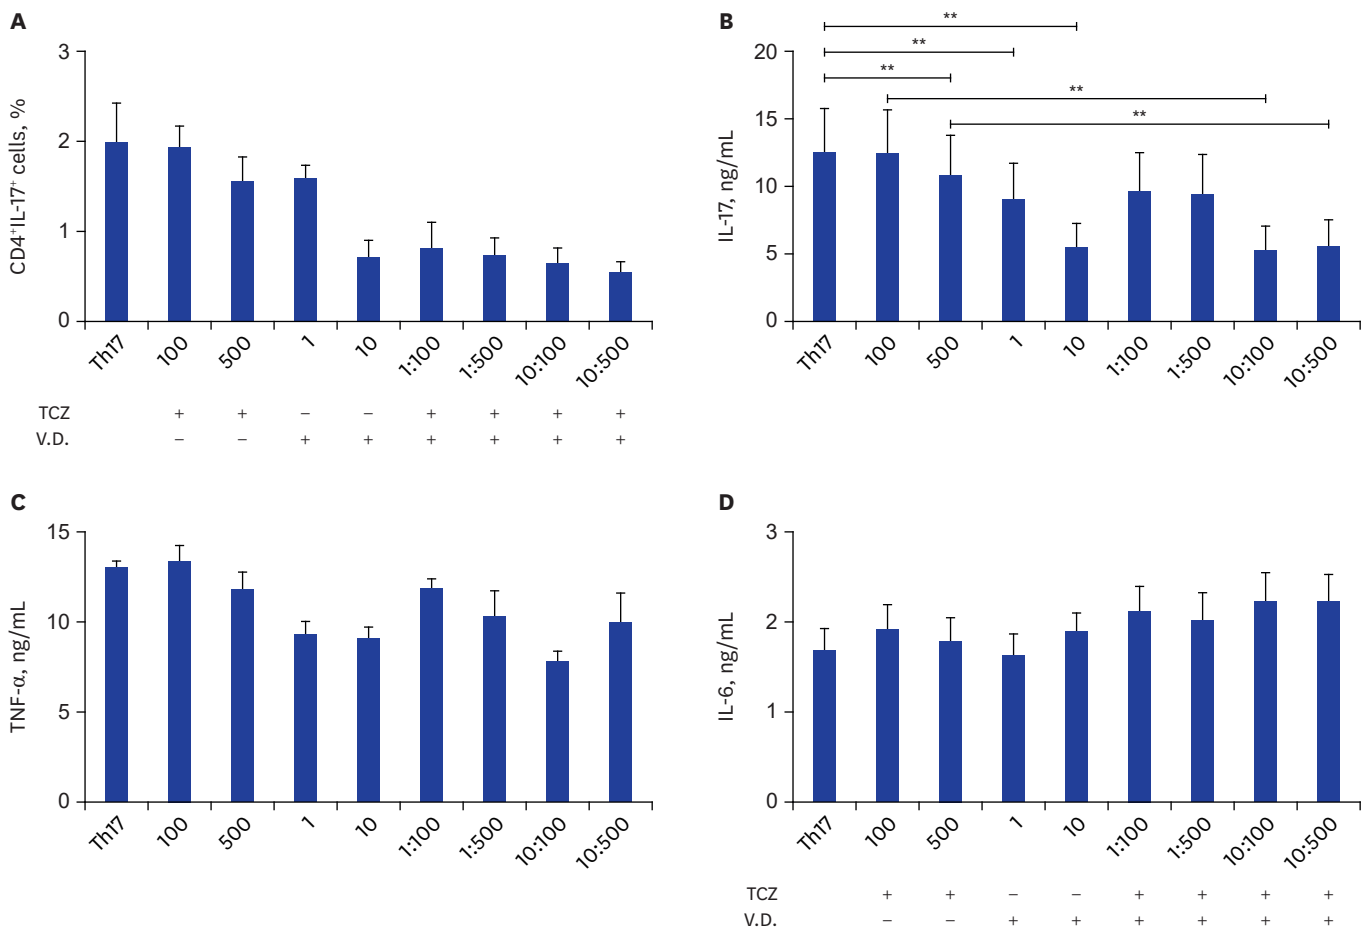 A
CD4⁺IL-17⁺ cells, %
3
2
1
0
Th17 100 500 1 10 1:100 1:500 10:100 10:500
TCZ + + – – + + + +
V.D. – – + + + + + +
B
IL-17, ng/mL
20
15
10
5
0
**
**
**
**
**
Th17 100 500 1 10 1:100 1:500 10:100 10:500
C
TNF-α, ng/mL
15
10
5
0
Th17 100 500 1 10 1:100 1:500 10:100 10:500
D
IL-6, ng/mL
3
2
1
0
Th17 100 500 1 10 1:100 1:500 10:100 10:500
TCZ + + – – + + + +
V.D. – – + + + + + +